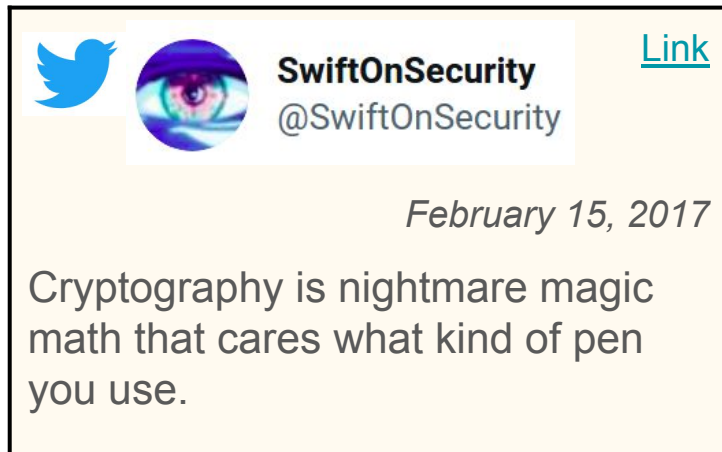 SwiftOnSecurity
Link
@SwiftOnSecurity
February 15, 2017
Cryptography is nightmare magic
math that cares what kind of pen
you use.